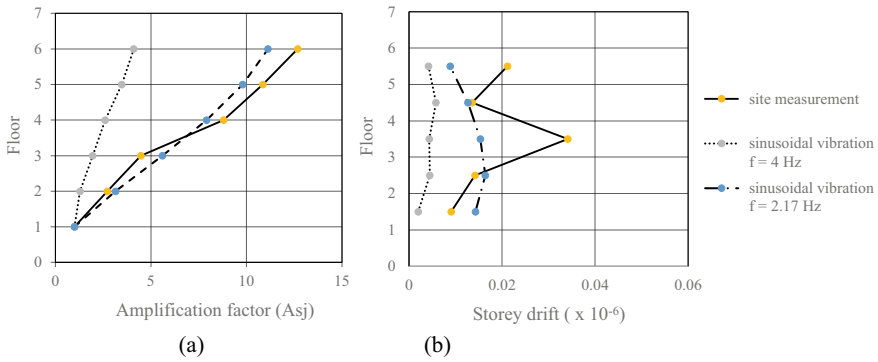 7
6
5
4
3
2
1
0
Floor
0 5 10 15
Amplification factor (Asj)
(a)
7
6
5
4
3
2
1
0
Floor
0 0.02 0.04 0.06
Storey drift ( x 10-6)
(b)
site measurement
sinusoidal vibration
f = 4 Hz
sinusoidal vibration
f = 2.17 Hz